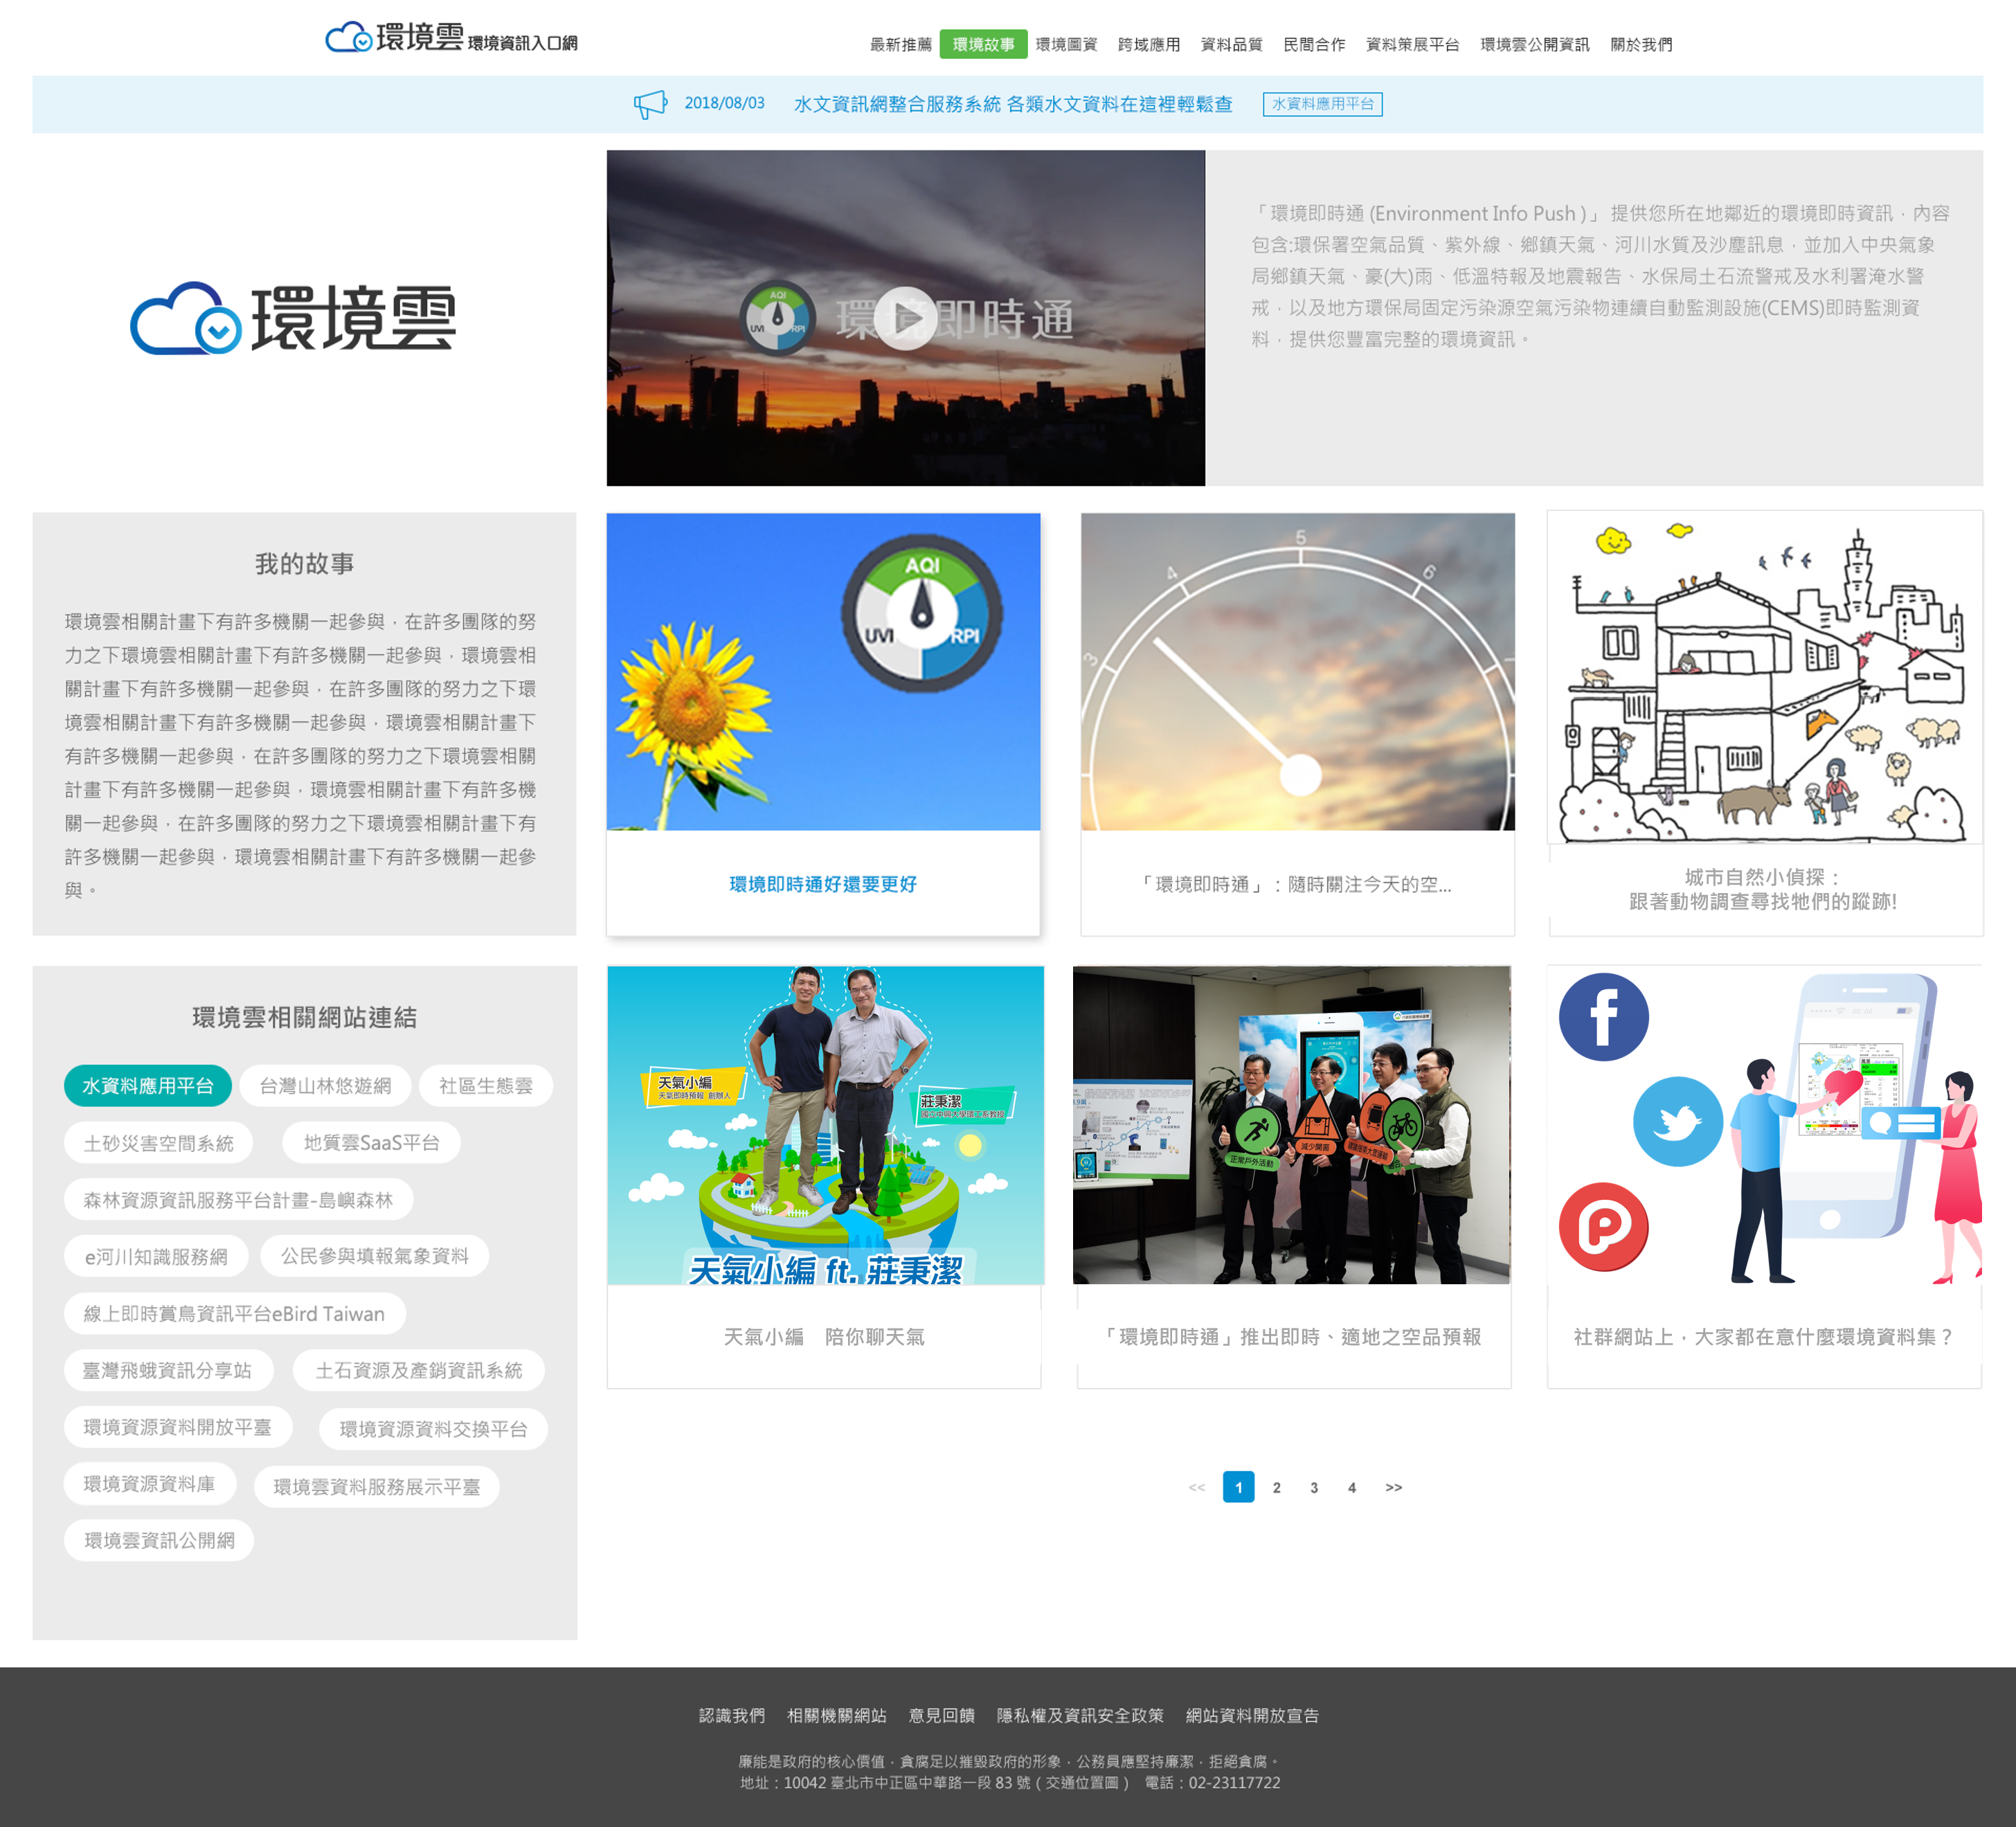 環境雲 環境資訊入口網
最新推薦 環境故事 環境圖資 跨域應用 資料品質 民間合作 資料策展平台 環境雲公開資訊 關於我們
2018/08/03 水文資訊網整合服務系統 各類水文資料在這裡輕鬆查 水資料應用平台
環境雲
AQI
UVI RPI
環境即時通
「環境即時通 (Environment Info Push )」 提供您所在地鄰近的環境即時資訊，內容
包含:環保署空氣品質、紫外線、鄉鎮天氣、河川水質及沙塵訊息，並加入中央氣象
局鄉鎮天氣、豪(大)雨、低溫特報及地震報告、水保局土石流警戒及水利署淹水警
戒，以及地方環保局固定污染源空氣污染物連續自動監測設施(CEMS)即時監測資
料，提供您豐富完整的環境資訊。
我的故事
環境雲相關計畫下有許多機關一起參與，在許多團隊的努
力之下環境雲相關計畫下有許多機關一起參與，環境雲相
關計畫下有許多機關一起參與，在許多團隊的努力之下環
境雲相關計畫下有許多機關一起參與，環境雲相關計畫下
有許多機關一起參與，在許多團隊的努力之下環境雲相關
計畫下有許多機關一起參與，環境雲相關計畫下有許多機
關一起參與，在許多團隊的努力之下環境雲相關計畫下有
許多機關一起參與，環境雲相關計畫下有許多機關一起參
與。
AQI
UVI RPI
環境即時通好還要更好
3 4 5 6
「環境即時通」：隨時關注今天的空...
城市自然小偵探：
跟著動物調查尋找牠們的蹤跡!
環境雲相關網站連結
水資料應用平台 台灣山林悠遊網 社區生態雲
土砂災害空間系統 地質雲SaaS平台
森林資源資訊服務平台計畫-島嶼森林
e河川知識服務網 公民參與填報氣象資料
線上即時賞鳥資訊平台eBird Taiwan
臺灣飛蛾資訊分享站 土石資源及產銷資訊系統
環境資源資料開放平臺 環境資源資料交換平台
環境資源資料庫 環境雲資料服務展示平臺
環境雲資訊公開網
天氣小編
天氣即時預報 創辦人
莊秉潔
國立中興大學環工系教授
天氣小編 ft. 莊秉潔
天氣小編 陪你聊天氣
正常戶外活動
減少開窗
「環境即時通」推出即時、適地之空品預報
社群網站上，大家都在意什麼環境資料集？
<< 1 2 3 4 >>
認識我們 相關機關網站 意見回饋 隱私權及資訊安全政策 網站資料開放宣告
廉能是政府的核心價值，貪腐足以摧毀政府的形象，公務員應堅持廉潔，拒絕貪腐。
地址：10042 臺北市中正區中華路一段 83 號 ( 交通位置圖 ) 電話：02-23117722